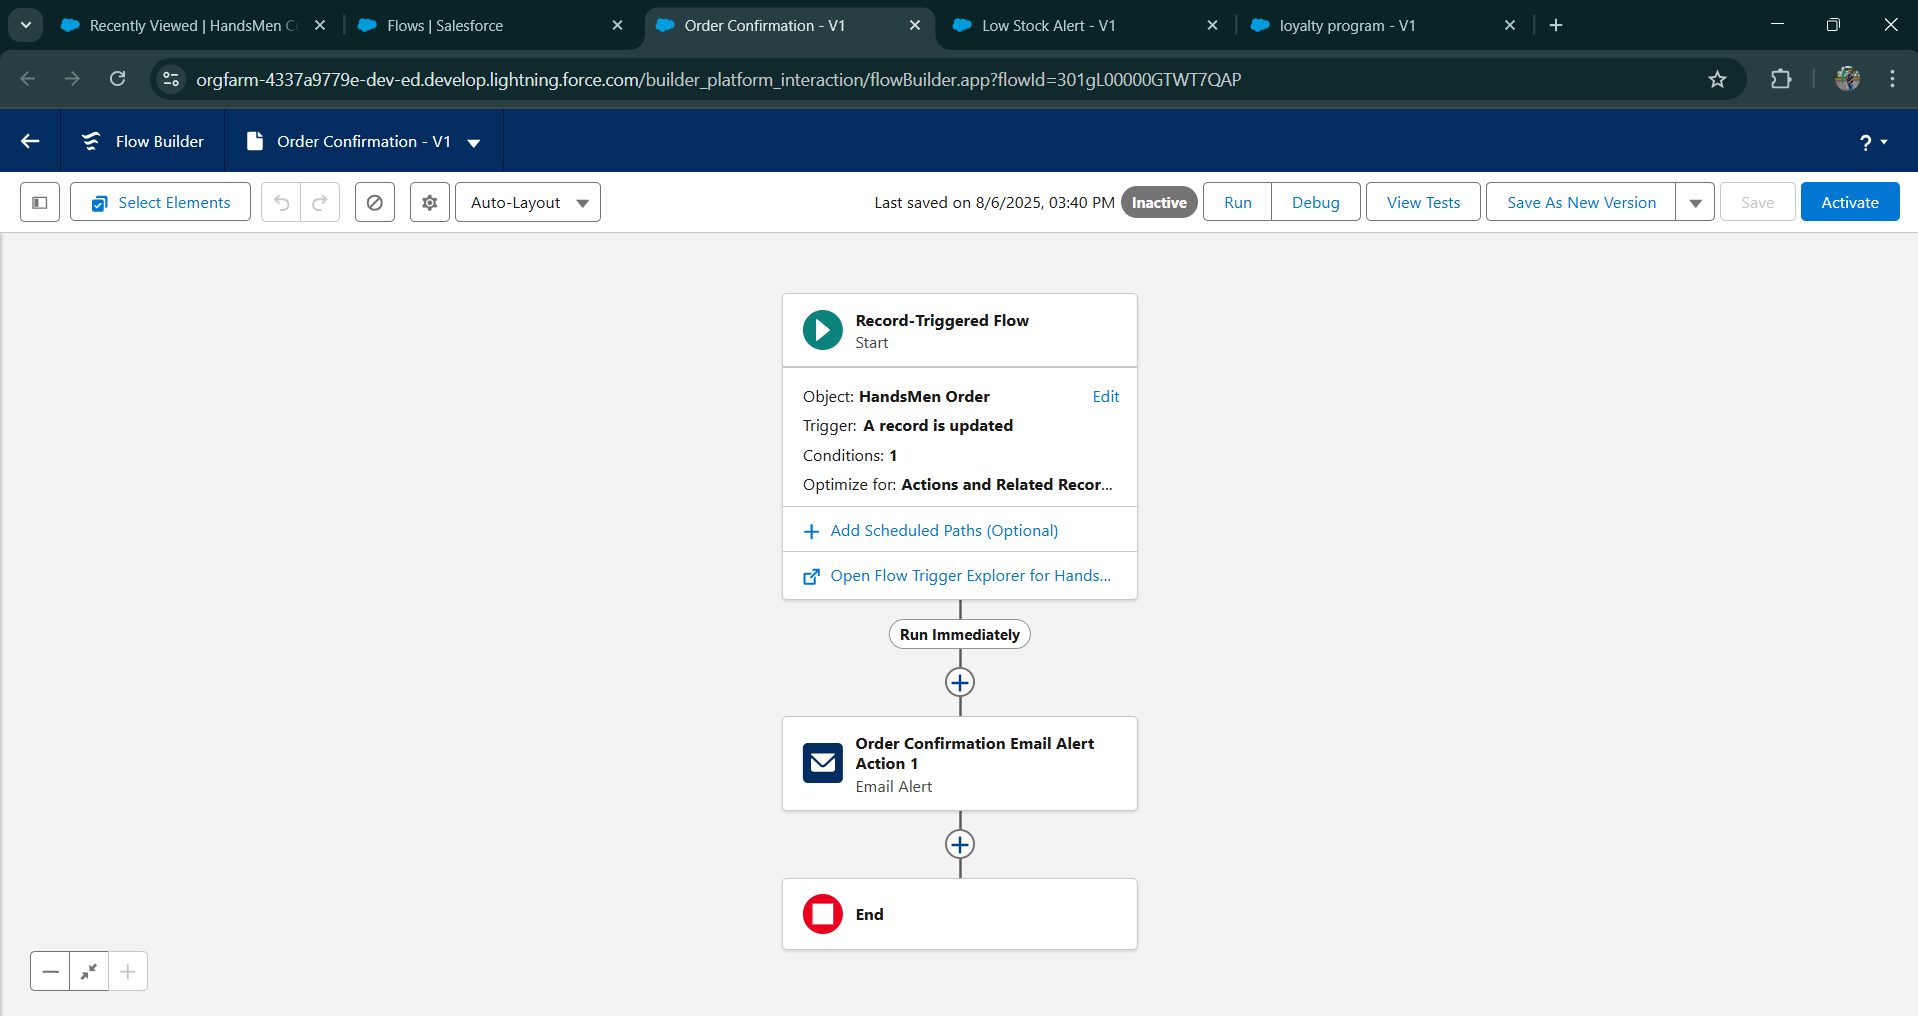 Recently Viewed | HandsMen C
Flows | Salesforce
Order Confirmation - V1
Low Stock Alert - V1
loyalty program - V1
orgfarm-4337a9779e-dev-ed.develop.lightning.force.com/builder_platform_interaction/flowBuilder.app?flowId=301gL00000GTWT7QAP
Flow Builder
Order Confirmation - V1
?
Select Elements
Auto-Layout
Last saved on 8/6/2025, 03:40 PM
Inactive
Run
Debug
View Tests
Save As New Version
Save
Activate
Record-Triggered Flow
Start
Object: HandsMen Order
Edit
Trigger: A record is updated
Conditions: 1
Optimize for: Actions and Related Recor...
Add Scheduled Paths (Optional)
Open Flow Trigger Explorer for Hands...
Run Immediately
Order Confirmation Email Alert
Action 1
Email Alert
End